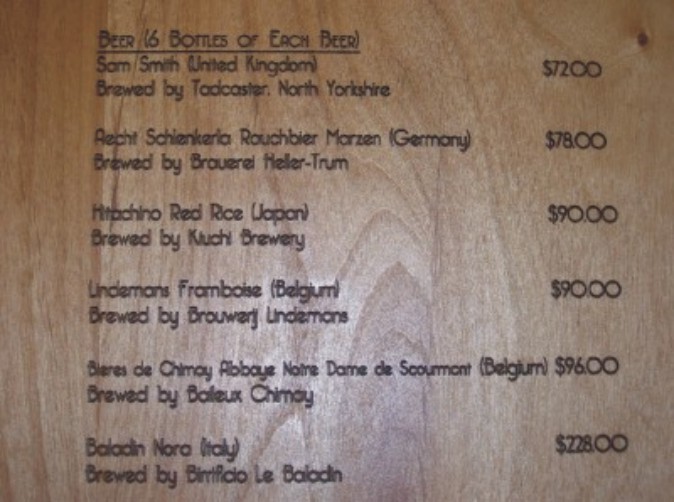 Beer (6 Bottles of Each Beer)
Sam Smith (United Kingdom) $72.00
Brewed by Tadcaster, North Yorkshire
Aecht Schlenkerla Rauchbier Marzen (Germany) $78.00
Brewed by Brauerei Heller-Trum
Hitachino Red Rice (Japan) $90.00
Brewed by Kiuchi Brewery
Lindemans Framboise (Belgium) $90.00
Brewed by Brouwerij Lindemans
Bieres de Chimay Abbaye Notre Dame de Scourmont (Belgium) $96.00
Brewed by Baileux Chimay
Baladin Nora (Italy) $228.00
Brewed by Birrificio Le Baladin